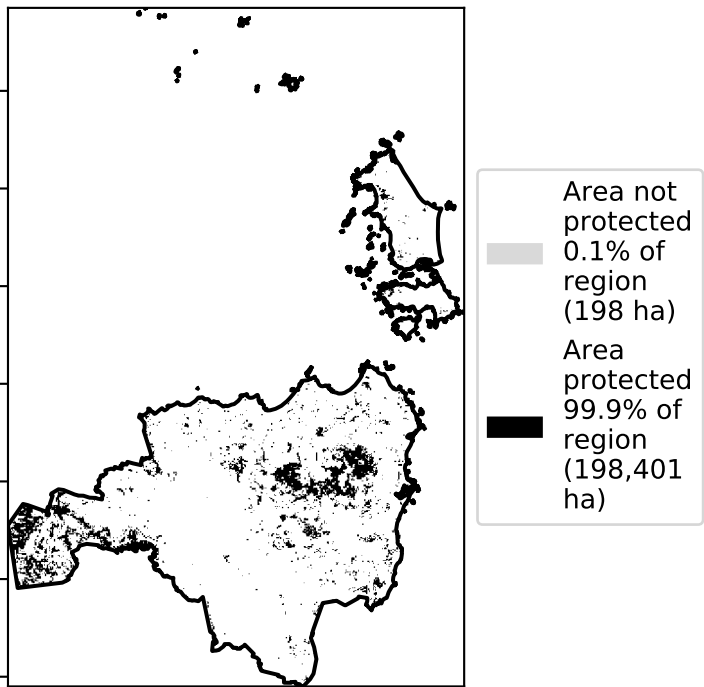 Area not
protected
0.1% of
region
(198 ha)
Area
protected
99.9% of
region
(198,401
ha)